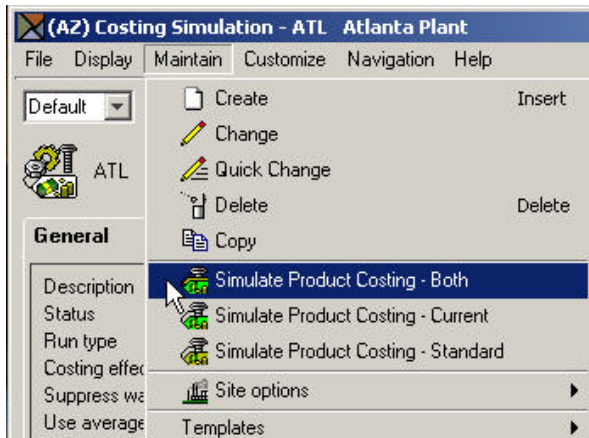 (AZ) Costing Simulation - ATL Atlanta Plant
File Display Maintain Customize Navigation Help
Default
Create Insert
Change
ATL
Quick Change
Delete Delete
General
Copy
Description
Simulate Product Costing - Both
Status
Simulate Product Costing - Current
Run type
Simulate Product Costing - Standard
Costing
Suppress
Site options
Use average
Templates